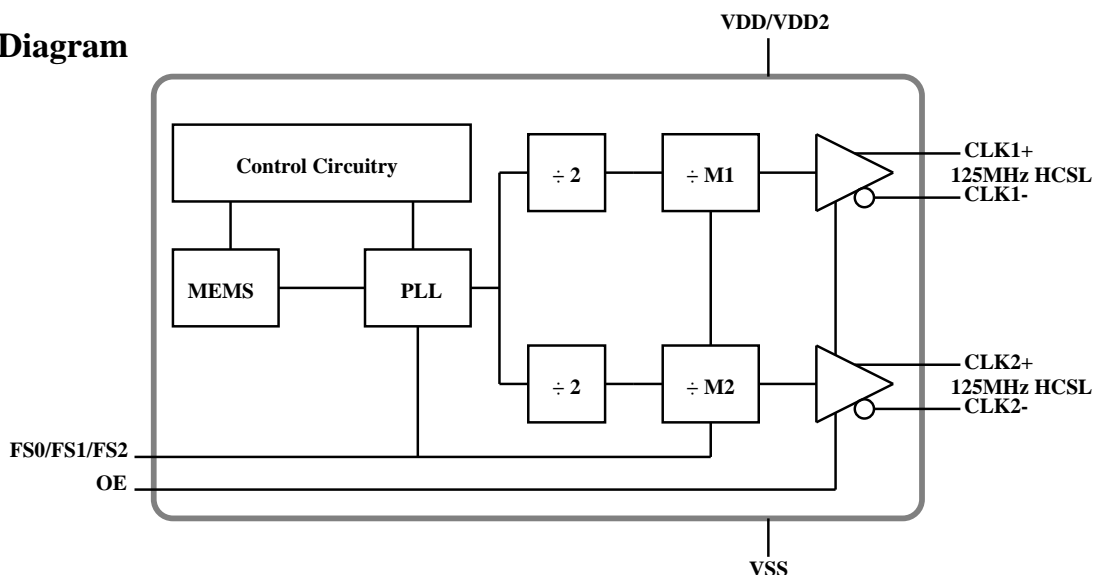 VDD/VDD2
Diagram
Control Circuitry
÷ 2
÷ M1
CLK1+
125MHz HCSL
CLK1-
MEMS
PLL
÷ 2
÷ M2
CLK2+
125MHz HCSL
CLK2-
FS0/FS1/FS2
OE
VSS